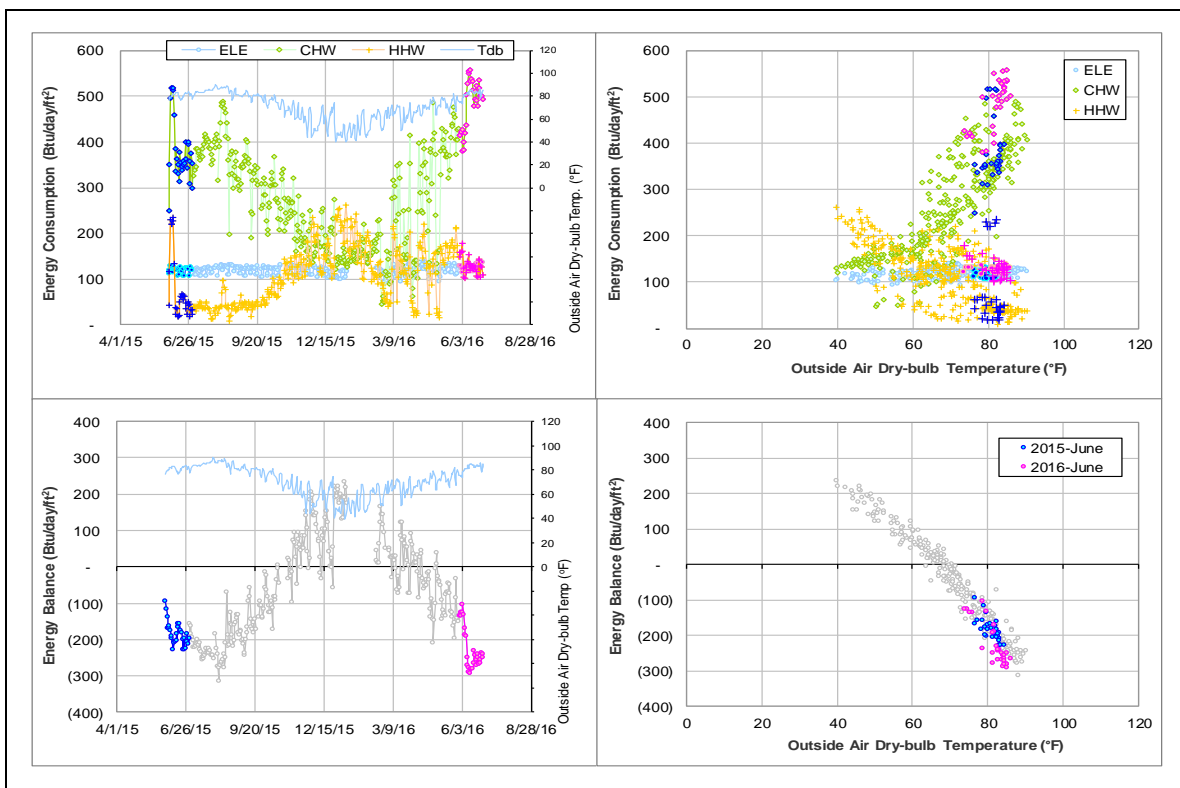 ELE CHW HHW Tdb
600
500
400
300
200
100
-
120
100
80
60
40
20
0
Energy Consumption (Btu/day/ft²)
Outside Air Dry-bulb Temp. (°F)
4/1/15 6/26/15 9/20/15 12/15/15 3/9/16 6/3/16 8/28/16
600
500
400
300
200
100
-
Energy Consumption (Btu/day/ft²)
ELE
CHW
HHW
0 20 40 60 80 100 120
Outside Air Dry-bulb Temperature (°F)
400
300
200
100
-
(100)
(200)
(300)
(400)
120
100
80
60
40
20
0
Energy Balance (Btu/day/ft²)
Outside Air Dry-bulb Temp (°F)
4/1/15 6/26/15 9/20/15 12/15/15 3/9/16 6/3/16 8/28/16
400
300
200
100
-
(100)
(200)
(300)
(400)
Energy Balance (Btu/day/ft²)
2015-June
2016-June
0 20 40 60 80 100 120
Outside Air Dry-bulb Temperature (°F)